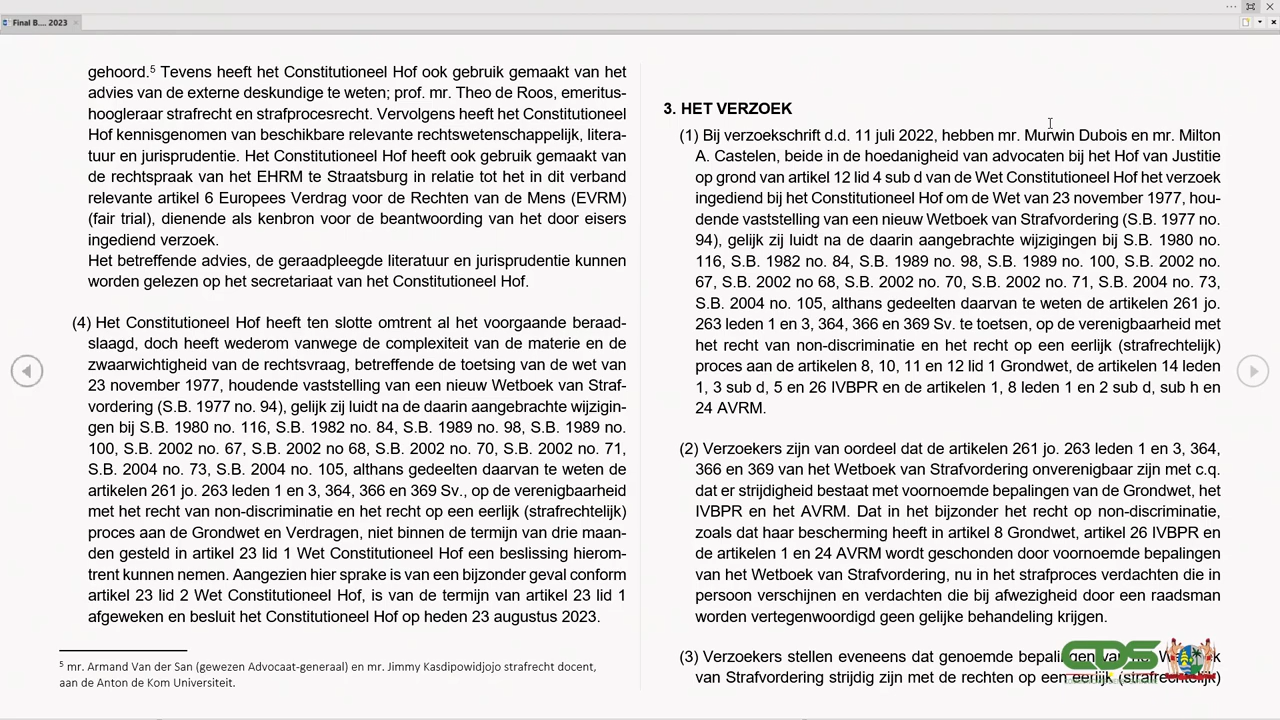 Final B.... 2023
gehoord.⁵ Tevens heeft het Constitutioneel Hof ook gebruik gemaakt van het
advies van de externe deskundige te weten; prof. mr. Theo de Roos, emeritus-
hoogleraar strafrecht en strafprocesrecht. Vervolgens heeft het Constitutioneel
Hof kennisgenomen van beschikbare relevante rechtswetenschappelijk, litera-
tuur en jurisprudentie. Het Constitutioneel Hof heeft ook gebruik gemaakt van
de rechtspraak van het EHRM te Straatsburg in relatie tot het in dit verband
relevante artikel 6 Europees Verdrag voor de Rechten van de Mens (EVRM)
(fair trial), dienende als kenbron voor de beantwoording van het door eisers
ingediend verzoek.
Het betreffende advies, de geraadpleegde literatuur en jurisprudentie kunnen
worden gelezen op het secretariaat van het Constitutioneel Hof.
(4) Het Constitutioneel Hof heeft ten slotte omtrent al het voorgaande beraad-
slaagd, doch heeft wederom vanwege de complexiteit van de materie en de
zwaarwichtigheid van de rechtsvraag, betreffende de toetsing van de wet van
23 november 1977, houdende vaststelling van een nieuw Wetboek van Straf-
vordering (S.B. 1977 no. 94), gelijk zij luidt na de daarin aangebrachte wijzigin-
gen bij S.B. 1980 no. 116, S.B. 1982 no. 84, S.B. 1989 no. 98, S.B. 1989 no.
100, S.B. 2002 no. 67, S.B. 2002 no 68, S.B. 2002 no. 70, S.B. 2002 no. 71,
S.B. 2004 no. 73, S.B. 2004 no. 105, althans gedeelten daarvan te weten de
artikelen 261 jo. 263 leden 1 en 3, 364, 366 en 369 Sv., op de verenigbaarheid
met het recht van non-discriminatie en het recht op een eerlijk (strafrechtelijk)
proces aan de Grondwet en Verdragen, niet binnen de termijn van drie maan-
den gesteld in artikel 23 lid 1 Wet Constitutioneel Hof een beslissing hierom-
trent kunnen nemen. Aangezien hier sprake is van een bijzonder geval conform
artikel 23 lid 2 Wet Constitutioneel Hof, is van de termijn van artikel 23 lid 1
afgeweken en besluit het Constitutioneel Hof op heden 23 augustus 2023.
⁵ mr. Armand Van der San (gewezen Advocaat-generaal) en mr. Jimmy Kasdipowidjojo strafrecht docent,
aan de Anton de Kom Universiteit.
3. HET VERZOEK
(1) Bij verzoekschrift d.d. 11 juli 2022, hebben mr. Murwin Dubois en mr. Milton
A. Castelen, beide in de hoedanigheid van advocaten bij het Hof van Justitie
op grond van artikel 12 lid 4 sub d van de Wet Constitutioneel Hof het verzoek
ingediend bij het Constitutioneel Hof om de Wet van 23 november 1977, hou-
dende vaststelling van een nieuw Wetboek van Strafvordering (S.B. 1977 no.
94), gelijk zij luidt na de daarin aangebrachte wijzigingen bij S.B. 1980 no.
116, S.B. 1982 no. 84, S.B. 1989 no. 98, S.B. 1989 no. 100, S.B. 2002 no.
67, S.B. 2002 no 68, S.B. 2002 no. 70, S.B. 2002 no. 71, S.B. 2004 no. 73,
S.B. 2004 no. 105, althans gedeelten daarvan te weten de artikelen 261 jo.
263 leden 1 en 3, 364, 366 en 369 Sv. te toetsen, op de verenigbaarheid met
het recht van non-discriminatie en het recht op een eerlijk (strafrechtelijk)
proces aan de artikelen 8, 10, 11 en 12 lid 1 Grondwet, de artikelen 14 leden
1, 3 sub d, 5 en 26 IVBPR en de artikelen 1, 8 leden 1 en 2 sub d, sub h en
24 AVRM.
(2) Verzoekers zijn van oordeel dat de artikelen 261 jo. 263 leden 1 en 3, 364,
366 en 369 van het Wetboek van Strafvordering onverenigbaar zijn met c.q.
dat er strijdigheid bestaat met voornoemde bepalingen van de Grondwet, het
IVBPR en het AVRM. Dat in het bijzonder het recht op non-discriminatie,
zoals dat haar bescherming heeft in artikel 8 Grondwet, artikel 26 IVBPR en
de artikelen 1 en 24 AVRM wordt geschonden door voornoemde bepalingen
van het Wetboek van Strafvordering, nu in het strafproces verdachten die in
persoon verschijnen en verdachten die bij afwezigheid door een raadsman
worden vertegenwoordigd geen gelijke behandeling krijgen.
(3) Verzoekers stellen eveneens dat genoemde bepalingen van
van Strafvordering strijdig zijn met de rechten op een eerlijk (strafrechtelijk)
CDS